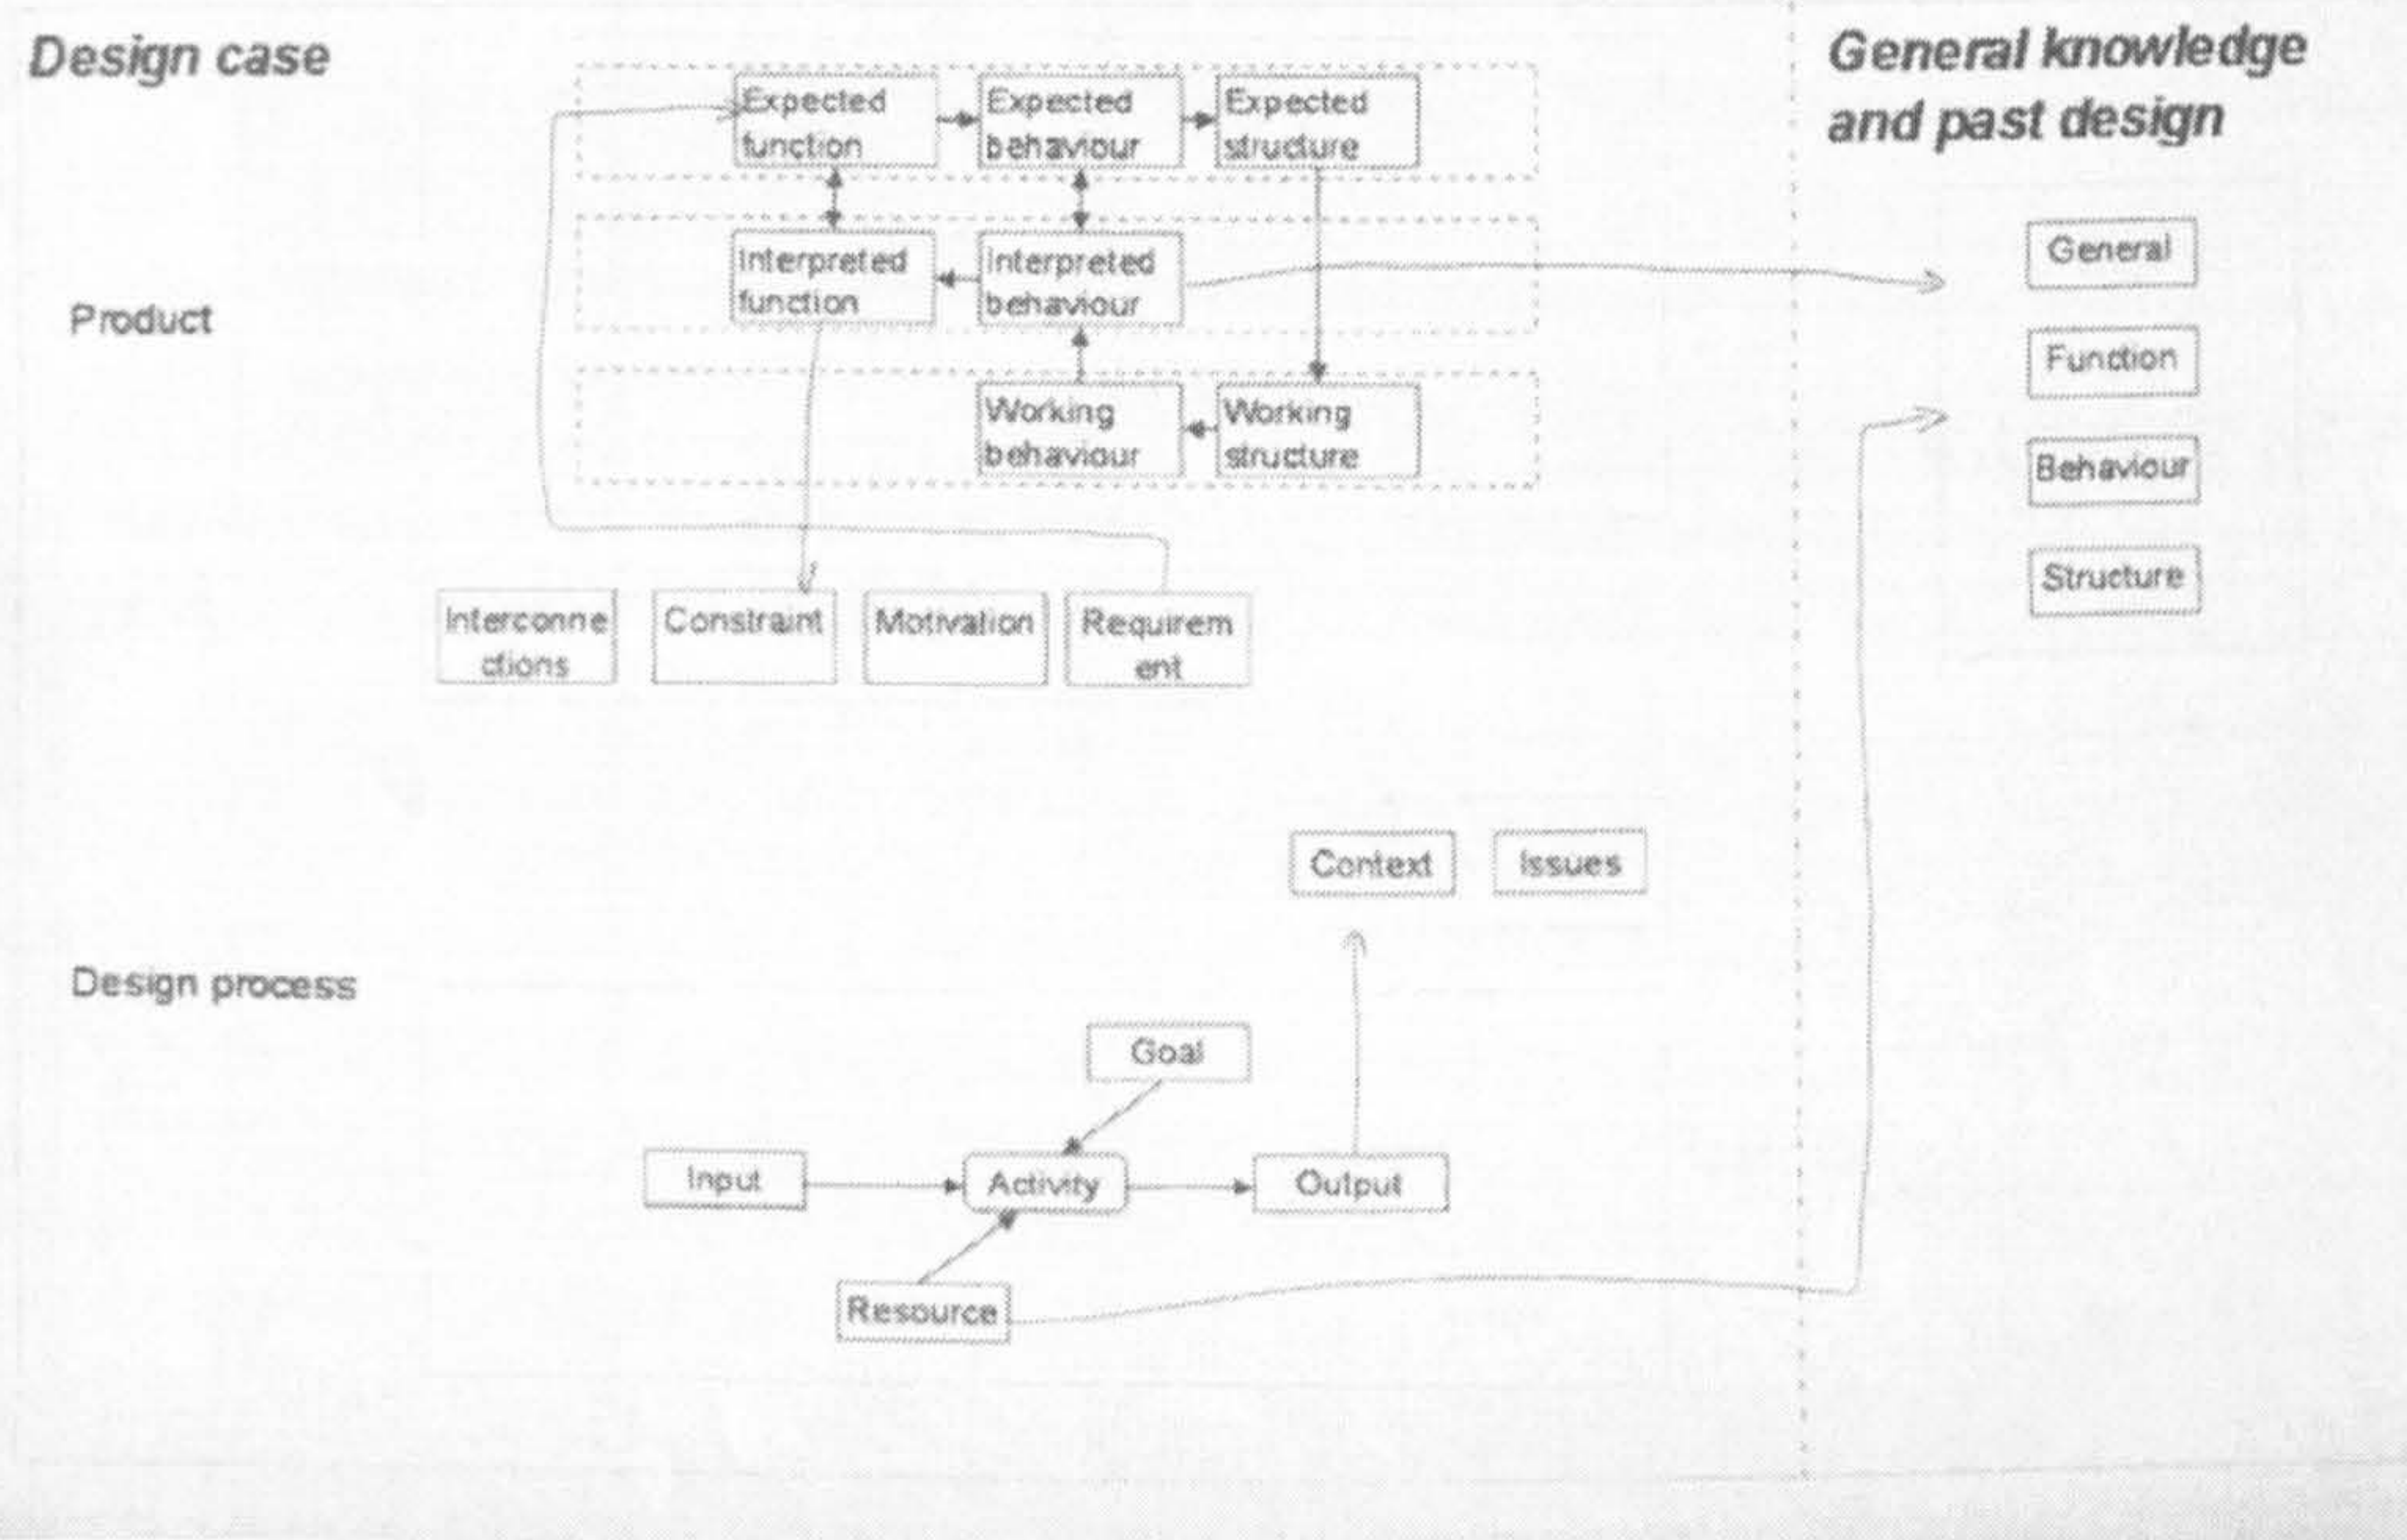 Design case
General knowledge
and past design
Expected
function
Expected
behaviour
Expected
structure
General
Interpreted
function
Interpreted
behaviour
Product
Function
Working
behaviour
Working
structure
Behaviour
Structure
Interconne
ctions
Constraint
Motivation
Requirem
ent
Context
Issues
Design process
Goal
Input
Activity
Output
Resource